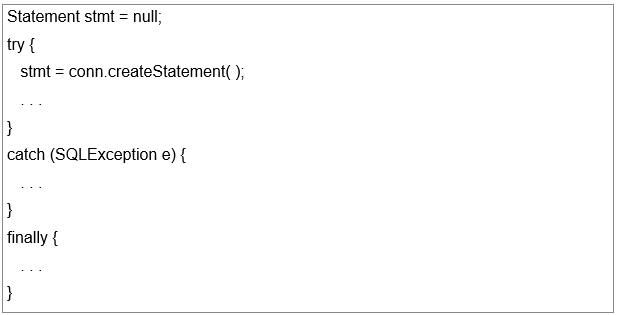 Statement stmt = null;
try {
stmt = conn.createStatement( );
. . .
}
catch (SQLException e) {
. . .
}
finally {
. . .
}